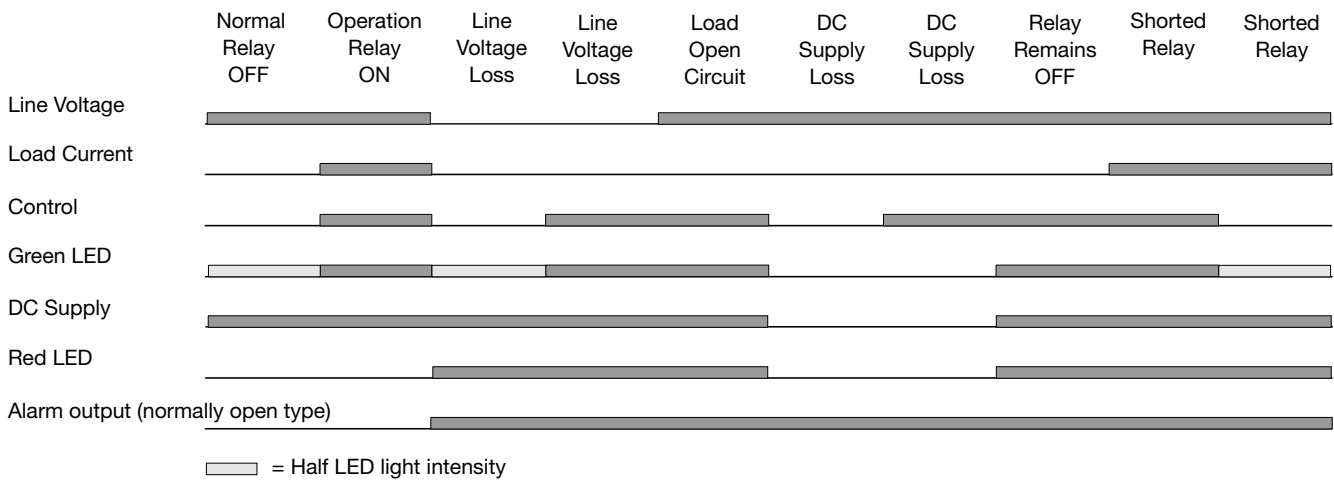 Normal Relay OFF
Operation Relay ON
Line Voltage Loss
Line Voltage Loss
Load Open Circuit
DC Supply Loss
DC Supply Loss
Relay Remains OFF
Shorted Relay
Shorted Relay
Line Voltage
Load Current
Control
Green LED
DC Supply
Red LED
Alarm output (normally open type)
= Half LED light intensity